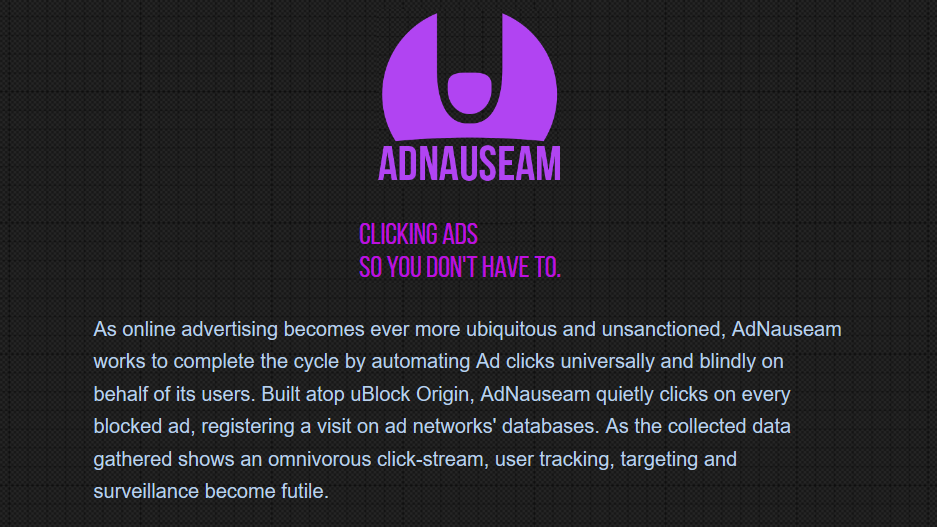 ADNAUSEAM
CLICKING ADS
SO YOU DON'T HAVE TO.
As online advertising becomes ever more ubiquitous and unsanctioned, AdNauseam
works to complete the cycle by automating Ad clicks universally and blindly on
behalf of its users. Built atop uBlock Origin, AdNauseam quietly clicks on every
blocked ad, registering a visit on ad networks' databases. As the collected data
gathered shows an omnivorous click-stream, user tracking, targeting and
surveillance become futile.